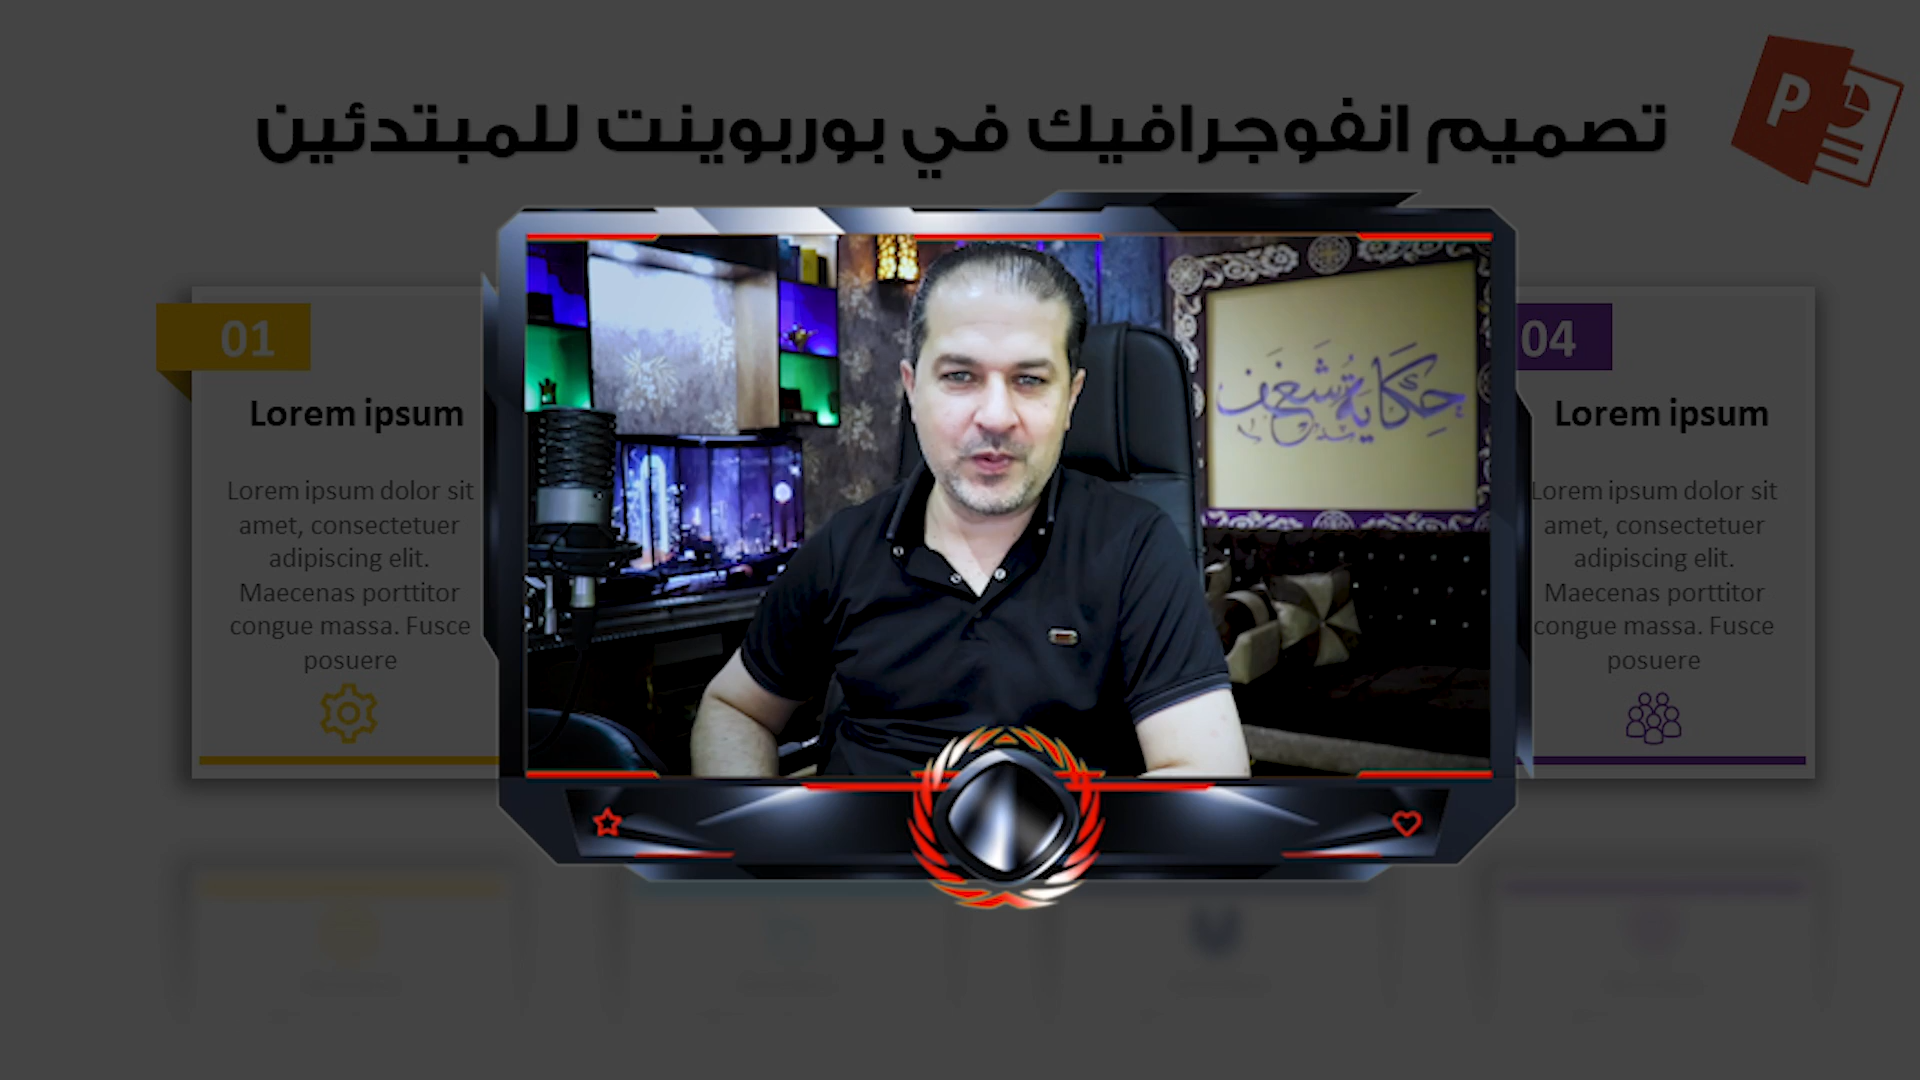 تصميم انفوجرافيك في بوربوينت للمبتدئين
P
01
Lorem ipsum
Lorem ipsum dolor sit
amet, consectetuer
adipiscing elit.
Maecenas porttitor
congue massa. Fusce
posuere
حكاية شغف
04
Lorem ipsum
Lorem ipsum dolor sit
amet, consectetuer
adipiscing elit.
Maecenas porttitor
congue massa. Fusce
posuere